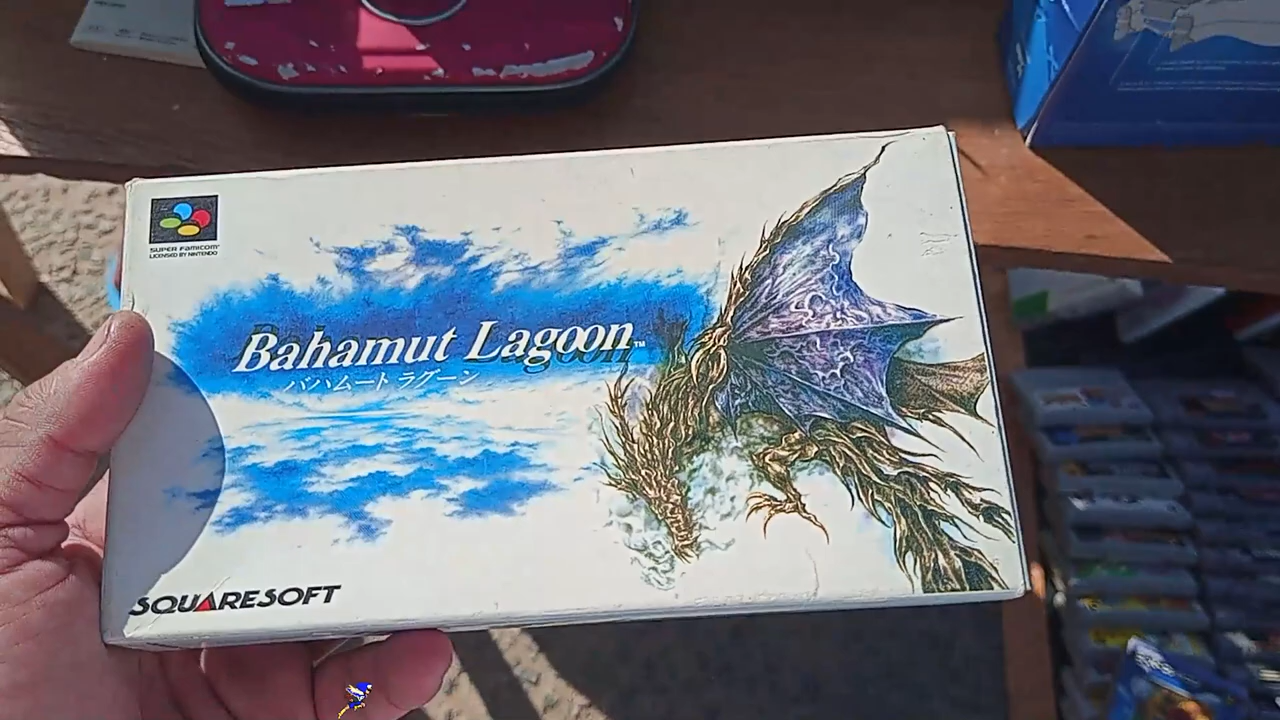 SUPER FAMICOM
LICENSED BY NINTENDO
Bahamut Lagoon™
バハムート ラグーン
SQUARESOFT